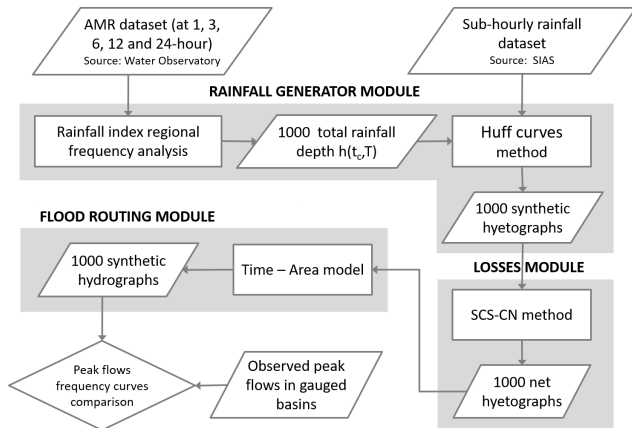 AMR dataset (at 1, 3,
6, 12 and 24-hour)
Source: Water Observatory
Sub-hourly rainfall
dataset
Source: SIAS
RAINFALL GENERATOR MODULE
Rainfall index regional
frequency analysis
1000 total rainfall
depth h(tc,T)
Huff curves
method
1000 synthetic
hyetographs
FLOOD ROUTING MODULE
1000 synthetic
hydrographs
Time – Area model
LOSSES MODULE
SCS-CN method
1000 net
hyetographs
Peak flows
frequency curves
comparison
Observed peak
flows in gauged
basins